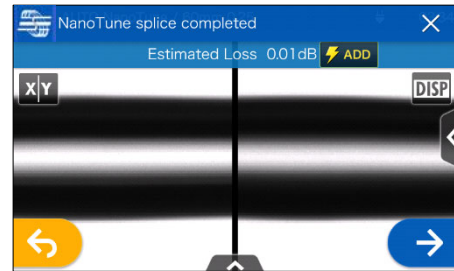 NanoTune splice completed
Estimated Loss 0.01dB ADD
X Y DISP